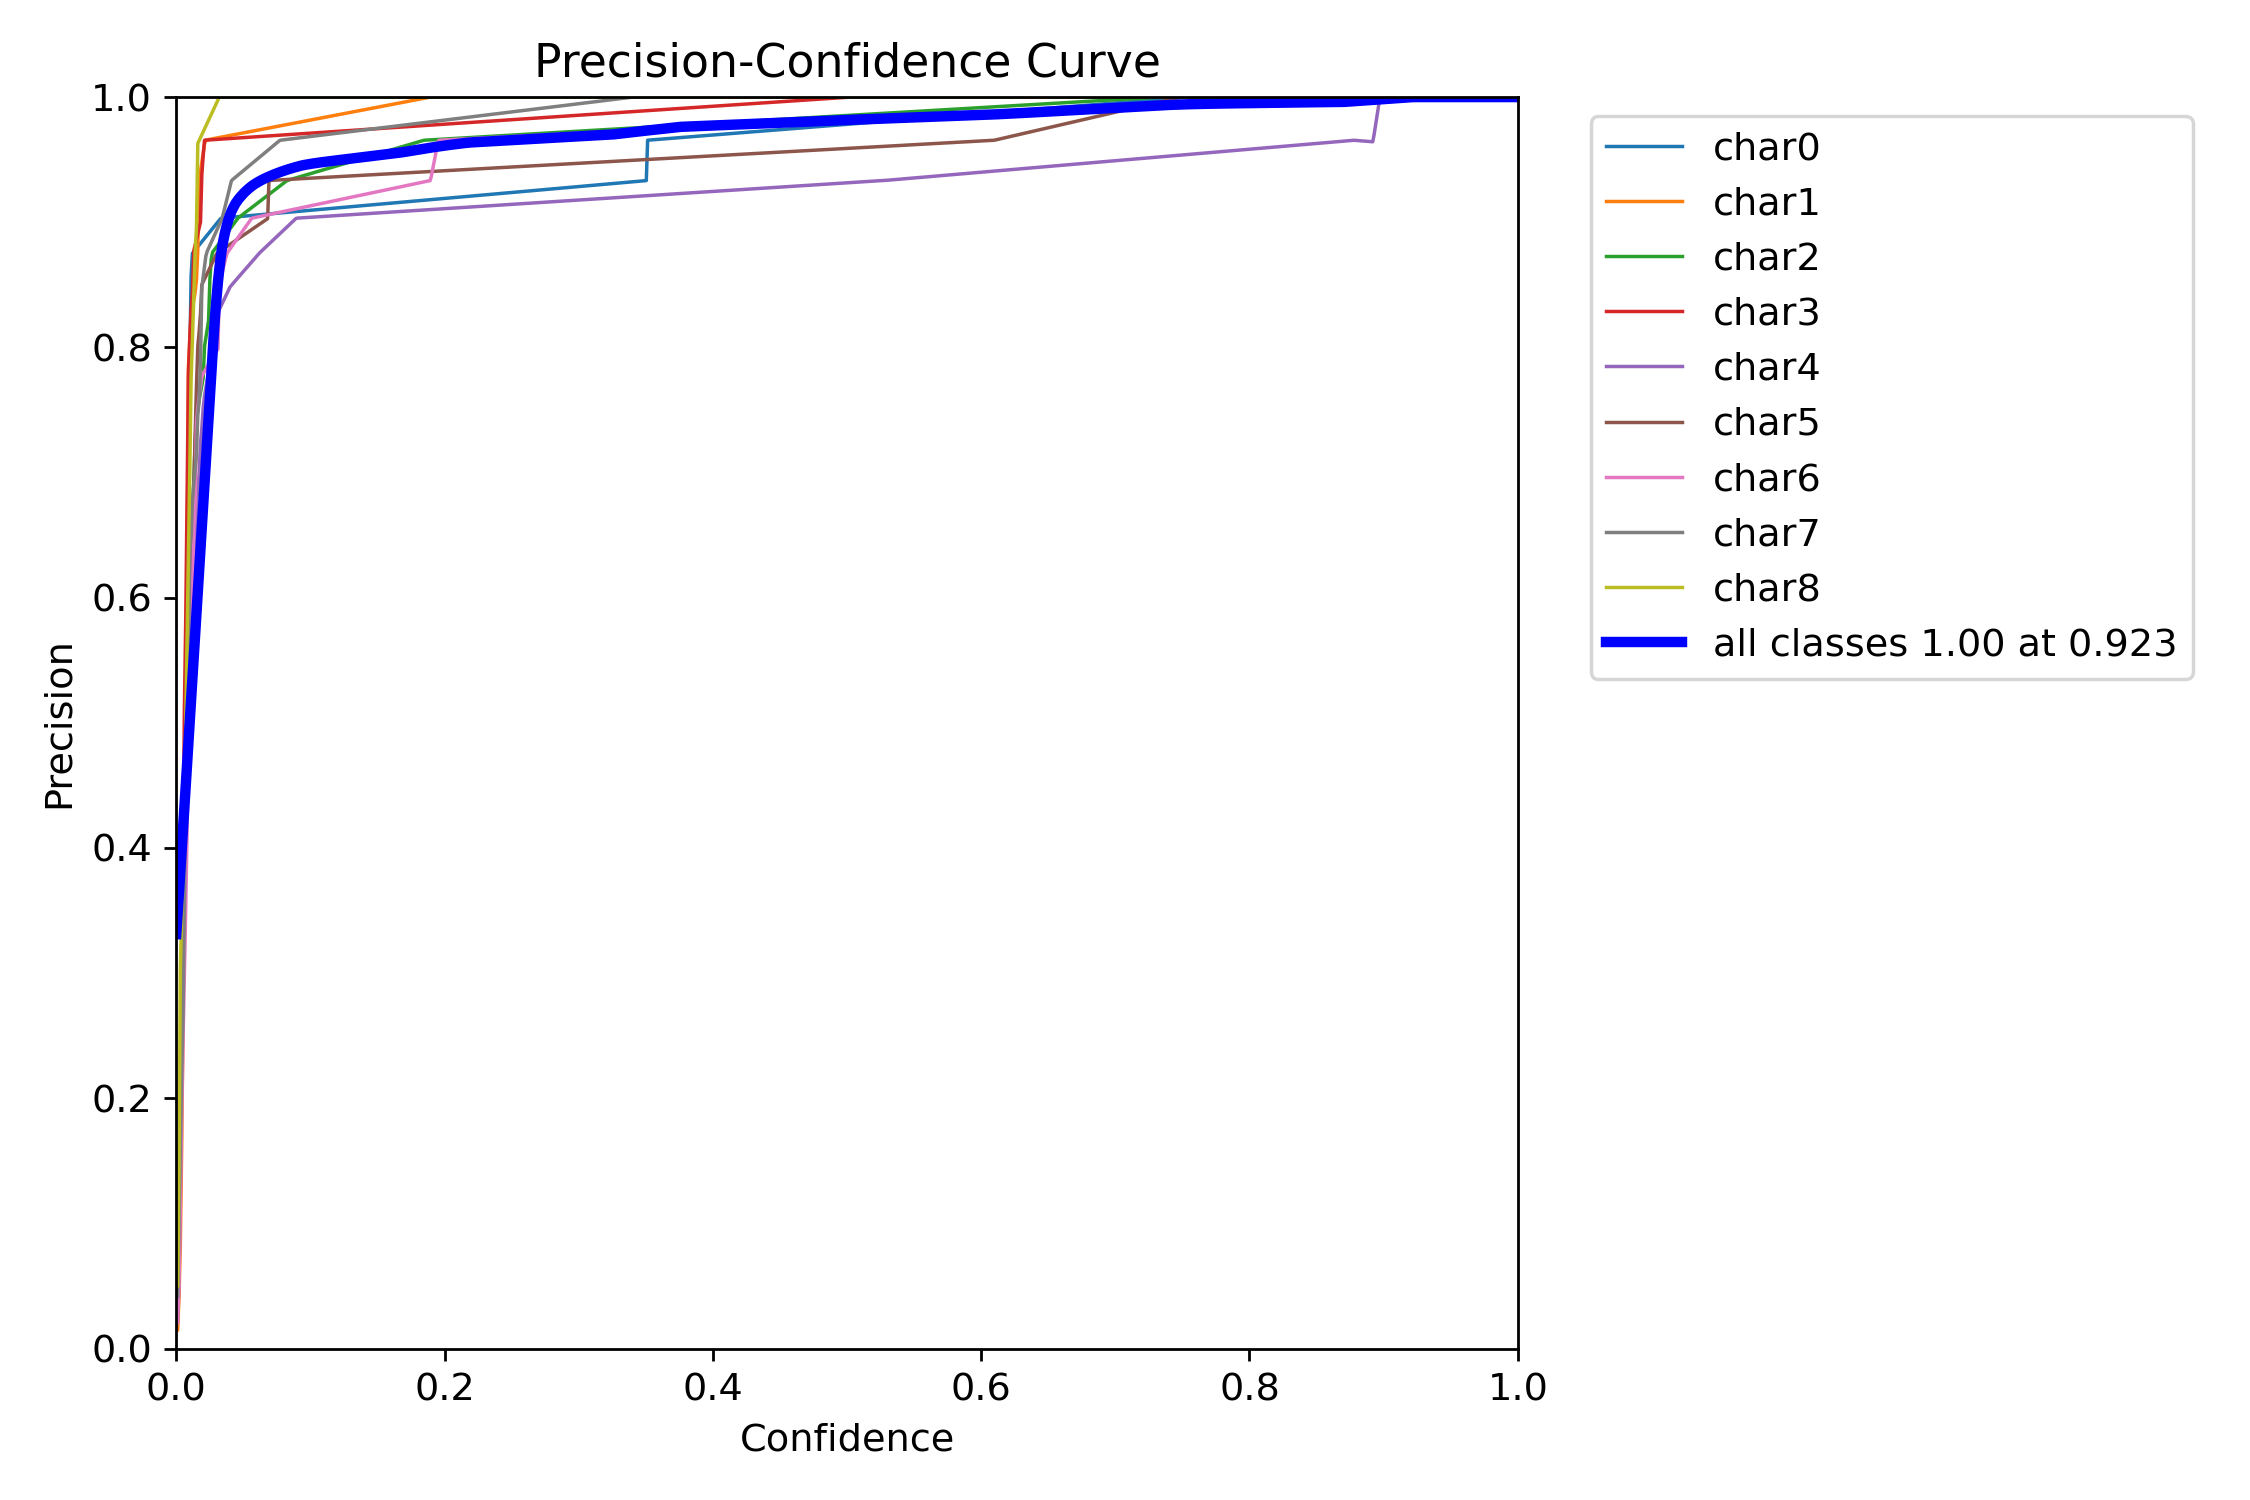 Precision-Confidence Curve
1.0
0.8
0.6
0.4
0.2
0.0
Precision
0.0 0.2 0.4 0.6 0.8 1.0
Confidence
char0
char1
char2
char3
char4
char5
char6
char7
char8
all classes 1.00 at 0.923